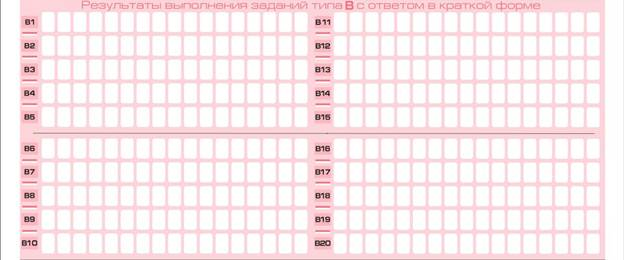 Результаты выполнения заданий типа В с ответом в краткой форме
В1 В11
В2 В12
В3 В13
В4 В14
В5 В15
В6 В16
В7 В17
В8 В18
В9 В19
В10 В20